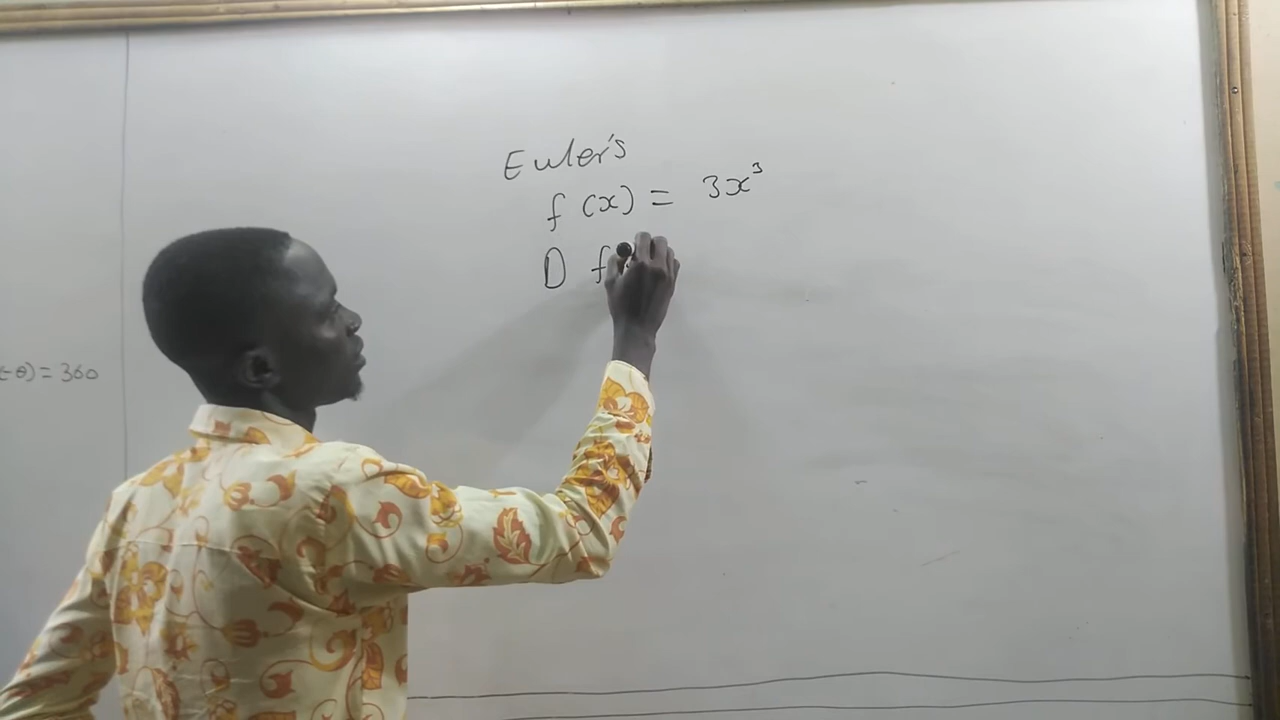 Euler's
f(x) = 3x³
D f
-θ) = 360